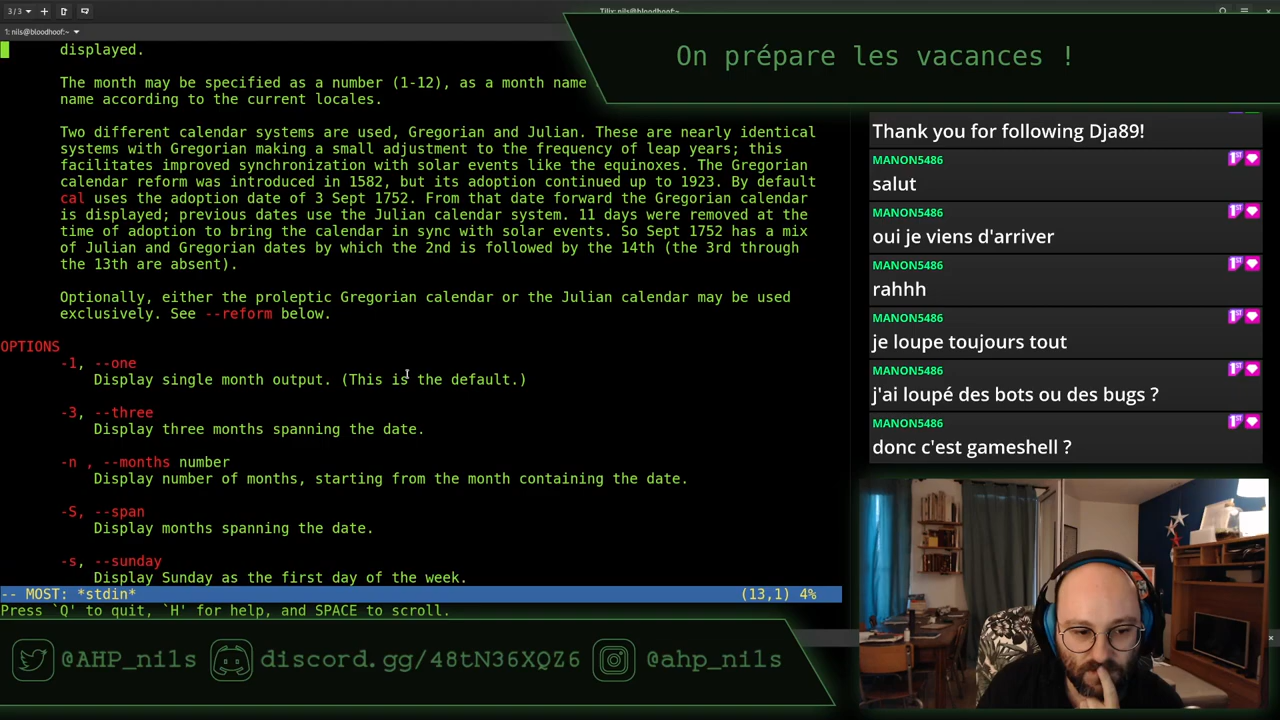 3/3
Tilix: nils@bloodhoof:~
1: nils@bloodhoof:~
On prépare les vacances !
displayed.
The month may be specified as a number (1-12), as a month name
name according to the current locales.
Two different calendar systems are used, Gregorian and Julian. These are nearly identical
systems with Gregorian making a small adjustment to the frequency of leap years; this
facilitates improved synchronization with solar events like the equinoxes. The Gregorian
calendar reform was introduced in 1582, but its adoption continued up to 1923. By default
cal uses the adoption date of 3 Sept 1752. From that date forward the Gregorian calendar
is displayed; previous dates use the Julian calendar system. 11 days were removed at the
time of adoption to bring the calendar in sync with solar events. So Sept 1752 has a mix
of Julian and Gregorian dates by which the 2nd is followed by the 14th (the 3rd through
the 13th are absent).
Optionally, either the proleptic Gregorian calendar or the Julian calendar may be used
exclusively. See --reform below.
OPTIONS
-1, --one
Display single month output. (This is the default.)
-3, --three
Display three months spanning the date.
-n , --months number
Display number of months, starting from the month containing the date.
-S, --span
Display months spanning the date.
-s, --sunday
Display Sunday as the first day of the week.
-- MOST: *stdin* (13,1) 4%
Press `Q' to quit, `H' for help, and SPACE to scroll.
Thank you for following Dja89!
MANON5486
salut
MANON5486
oui je viens d'arriver
MANON5486
rahhh
MANON5486
je loupe toujours tout
MANON5486
j'ai loupé des bots ou des bugs ?
MANON5486
donc c'est gameshell ?
@AHP_nils discord.gg/48tN36XQZ6 @ahp_nils